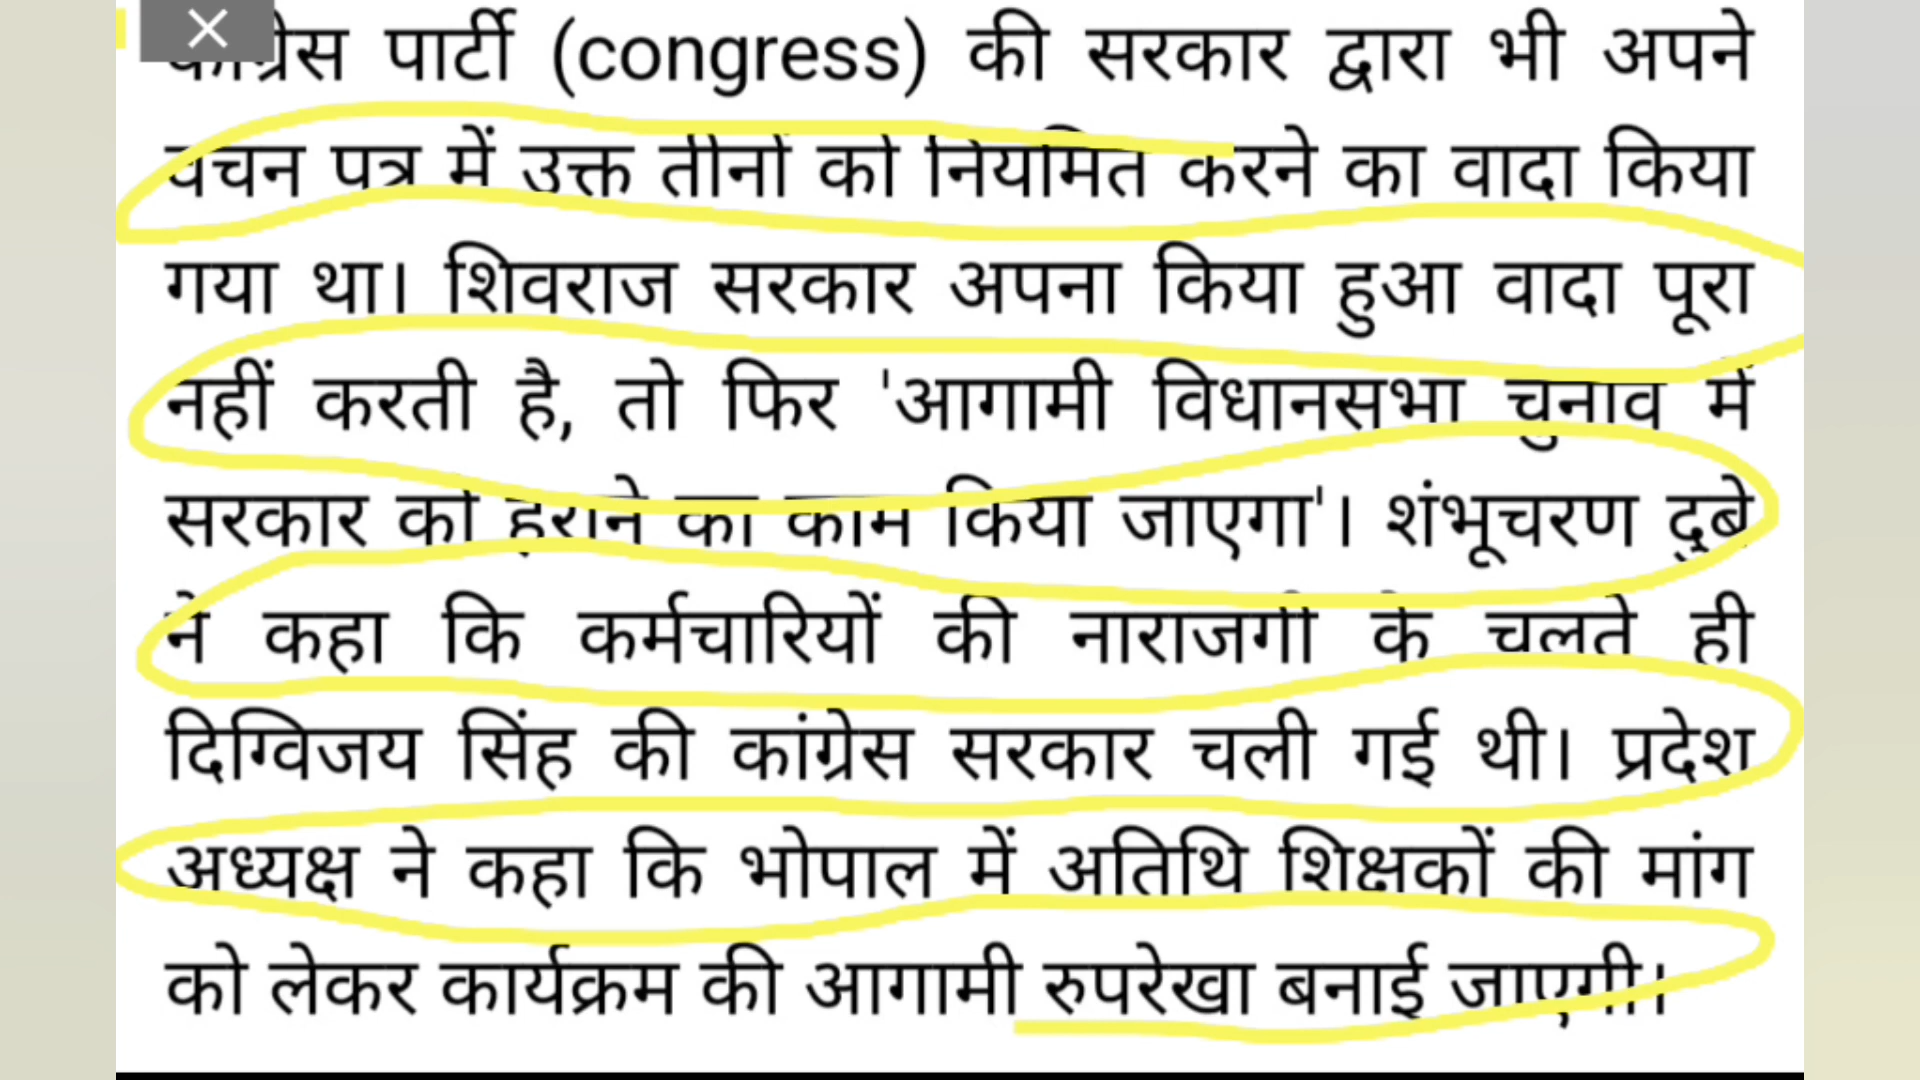 कांग्रेस पार्टी (congress) की सरकार द्वारा भी अपने
वचन पत्र में उक्त तीनों को नियमित करने का वादा किया
गया था। शिवराज सरकार अपना किया हुआ वादा पूरा
नहीं करती है, तो फिर 'आगामी विधानसभा चुनाव में
सरकार को हराने का काम किया जाएगा'। शंभूचरण दुबे
ने कहा कि कर्मचारियों की नाराजगी के चलते ही
दिग्विजय सिंह की कांग्रेस सरकार चली गई थी। प्रदेश
अध्यक्ष ने कहा कि भोपाल में अतिथि शिक्षकों की मांग
को लेकर कार्यक्रम की आगामी रुपरेखा बनाई जाएगी।